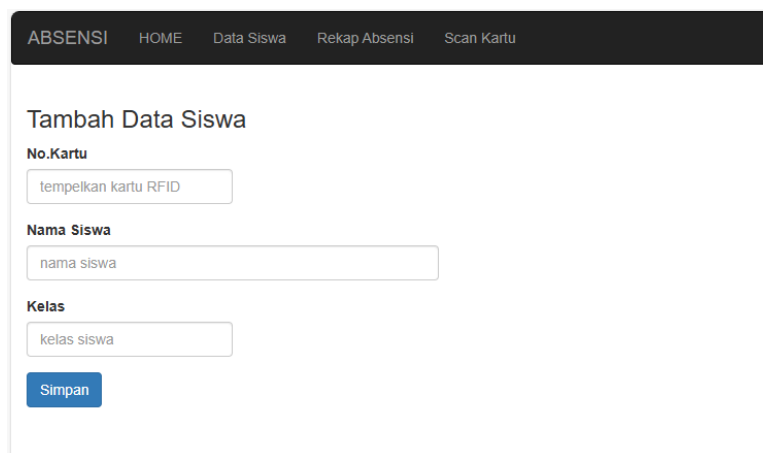 ABSENSI HOME Data Siswa Rekap Absensi Scan Kartu
Tambah Data Siswa
No.Kartu
tempelkan kartu RFID
Nama Siswa
nama siswa
Kelas
kelas siswa
Simpan